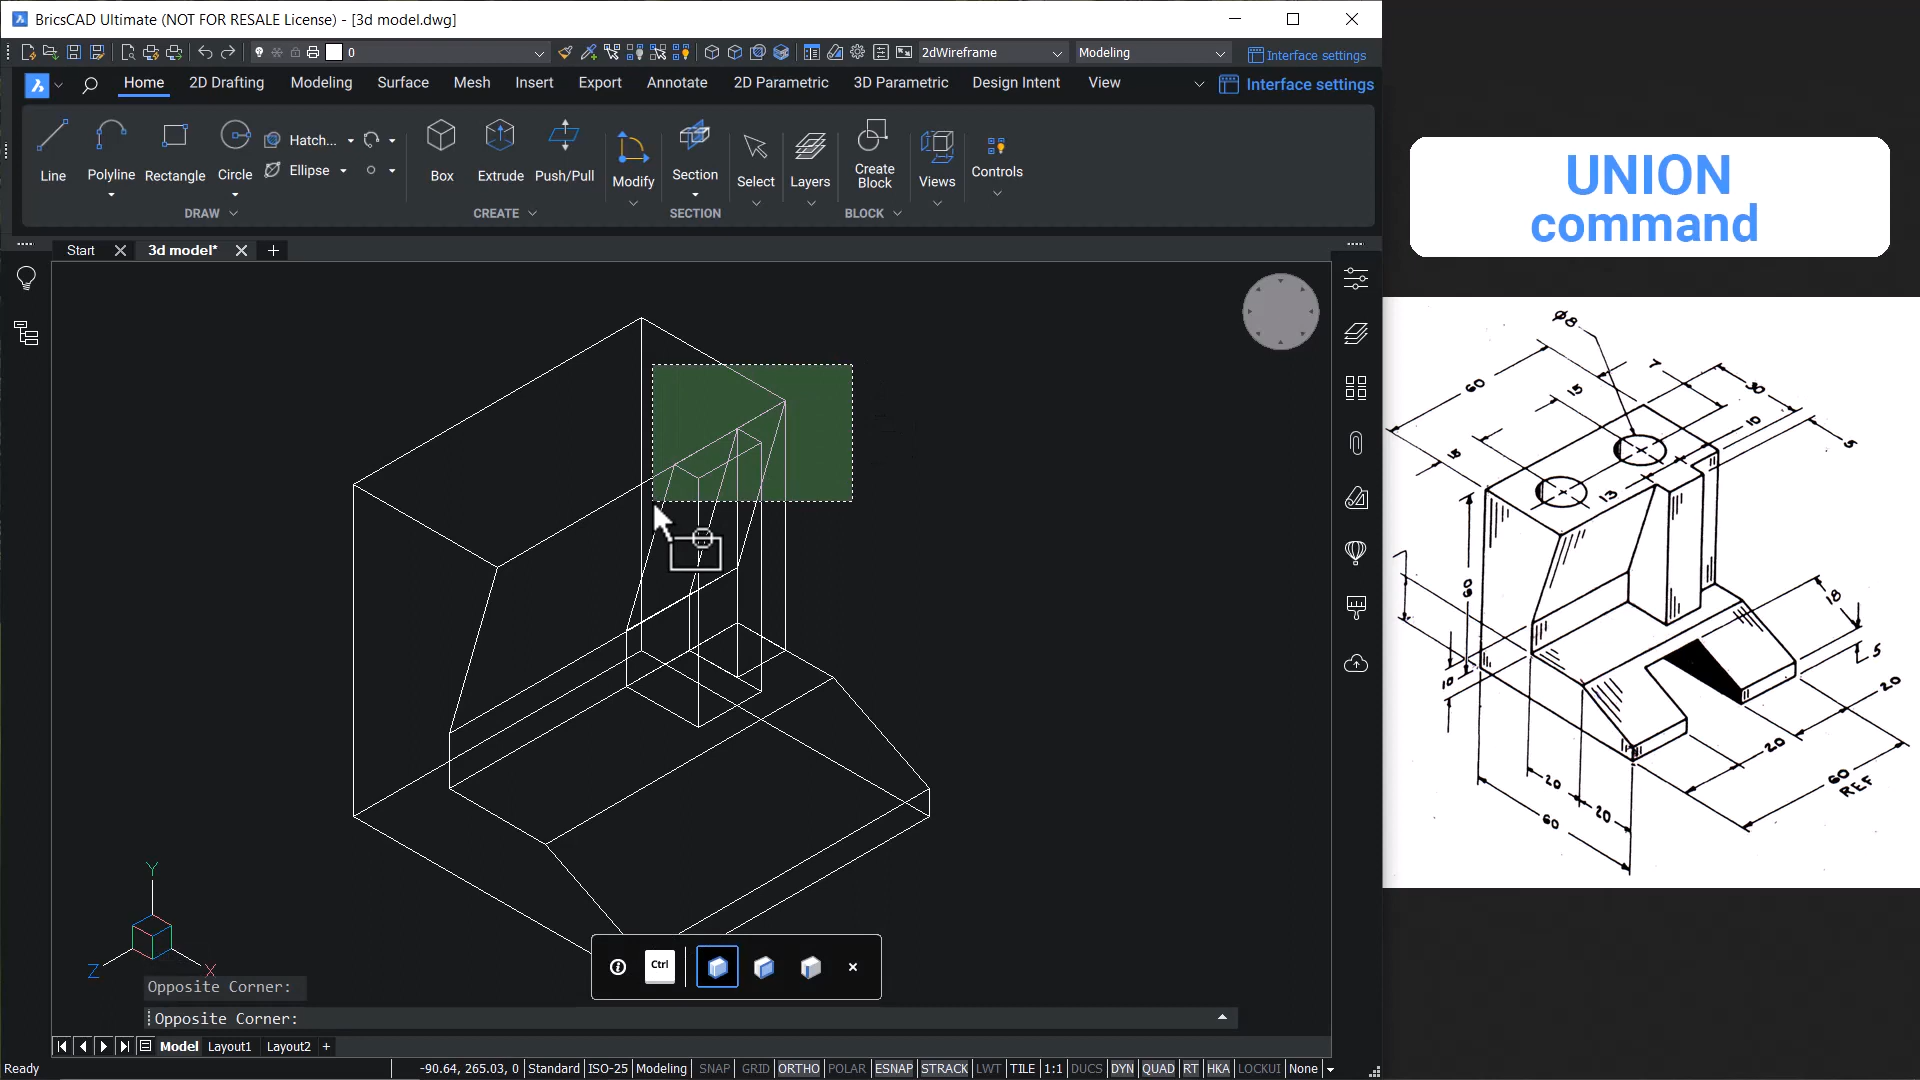 BricsCAD Ultimate (NOT FOR RESALE License) - [3d model.dwg]
0
2dWireframe
Modeling
Interface settings
Home 2D Drafting Modeling Surface Mesh Insert Export Annotate 2D Parametric 3D Parametric Design Intent View
Interface settings
Line
Polyline
Rectangle
Circle
Hatch...
Ellipse
Box
Extrude
Push/Pull
Modify
Section
Select
Layers
Create
Block
Views
Controls
DRAW
CREATE
SECTION
BLOCK
Start
3d model*
UNION
command
Ø8
60
15
7
30
15
10
5
13
60
18
10
5
20
20
20
20
60
60
REF
Y
Z
X
Ctrl
Opposite Corner:
Opposite Corner:
Model Layout1 Layout2 +
Ready
-90.64, 265.03, 0 Standard ISO-25 Modeling SNAP GRID ORTHO POLAR ESNAP STRACK LWT TILE 1:1 DUCS DYN QUAD RT HKA LOCKUI None